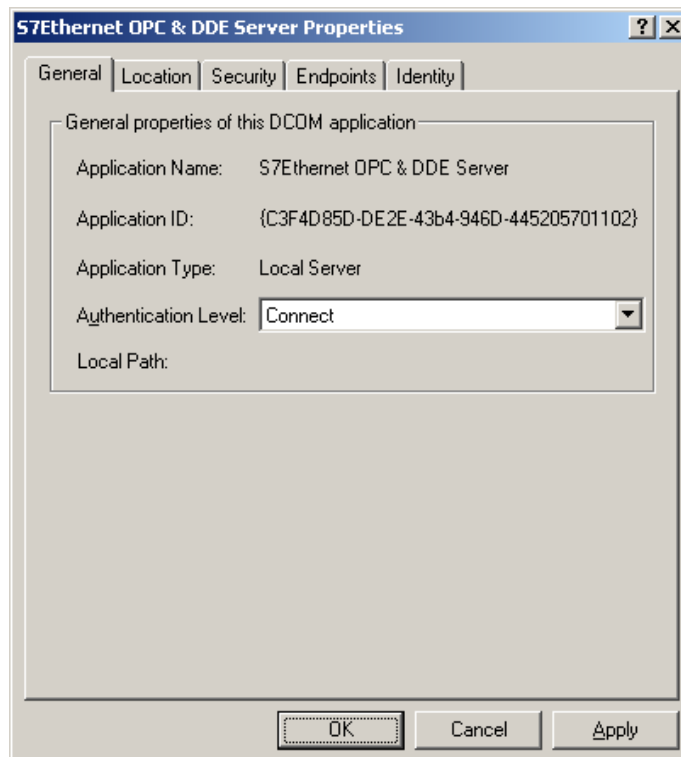 S7Ethernet OPC & DDE Server Properties
General Location Security Endpoints Identity
General properties of this DCOM application
Application Name: S7Ethernet OPC & DDE Server
Application ID: {C3F4D85D-DE2E-43b4-946D-445205701102}
Application Type: Local Server
Authentication Level: Connect
Local Path:
OK Cancel Apply